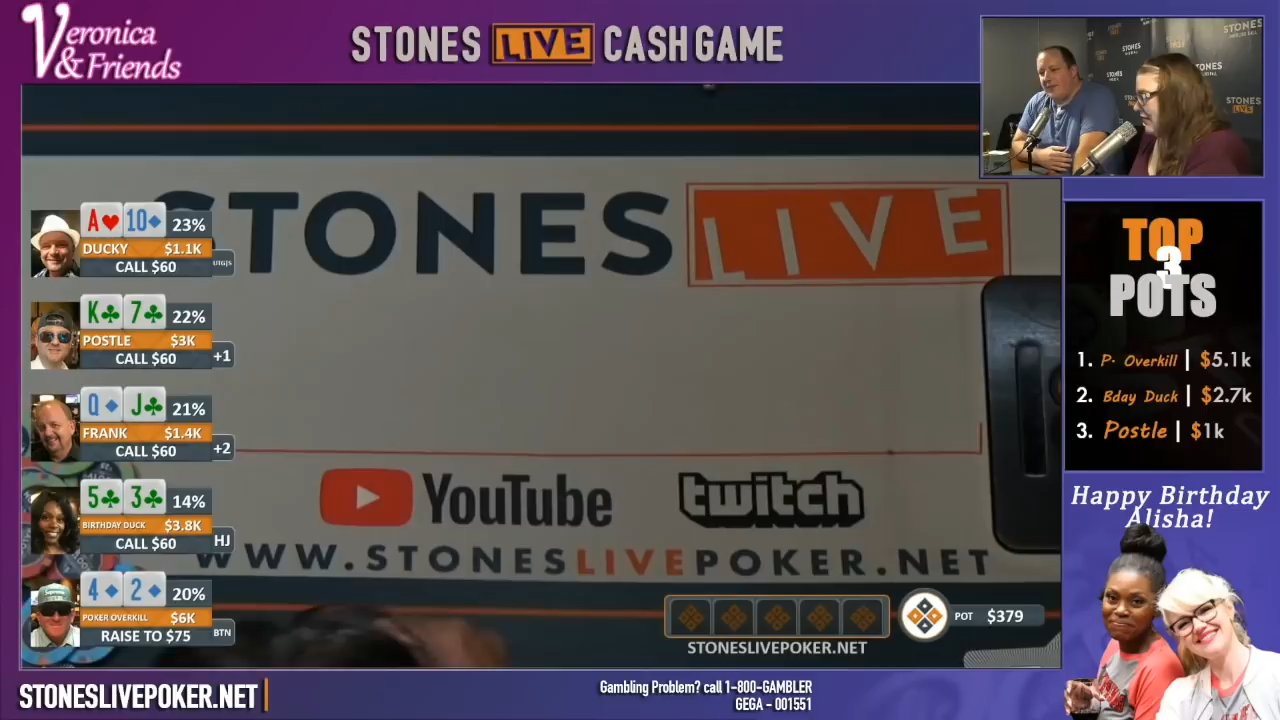 Veronica
& Friends
STONES LIVE CASH GAME
STONES
LIVE
A♥ 10♦ 23%
DUCKY $1.1K
CALL $60
UTG|S
K♣ 7♣ 22%
POSTLE $3K
CALL $60
+1
Q♦ J♣ 21%
FRANK $1.4K
CALL $60
+2
5♣ 3♣ 14%
BIRTHDAY DUCK $3.8K
CALL $60
HJ
4♦ 2♦ 20%
POKER OVERKILL $6K
RAISE TO $75
BTN
STONES LIVE
YouTube twitch
WWW.STONESLIVEPOKER.NET
POT $379
STONESLIVEPOKER.NET
TOP
3
POTS
1. P. Overkill | $5.1k
2. Bday Duck | $2.7k
3. Postle | $1k
Happy Birthday
Alisha!
STONESLIVEPOKER.NET
Gambling Problem? call 1-800-GAMBLER
GEGA - 001551